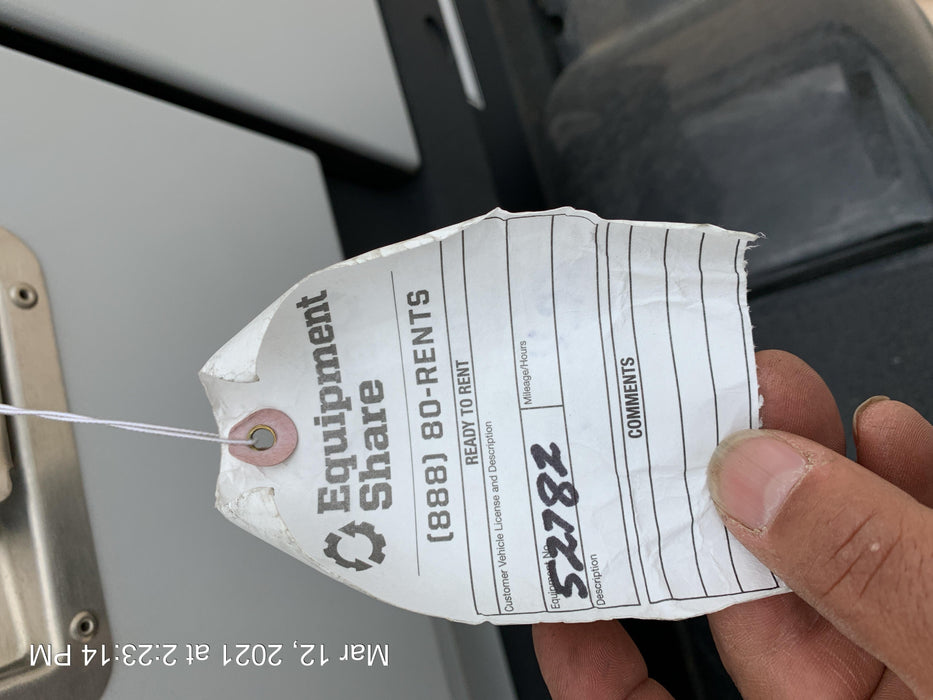 Equipment
Share
(888) 80-RENTS
READY TO RENT
Customer Vehicle License and Description
Equipment No. Mileage/Hours
52782
Description
COMMENTS
Mar 12, 2021 at 2:23:14 PM